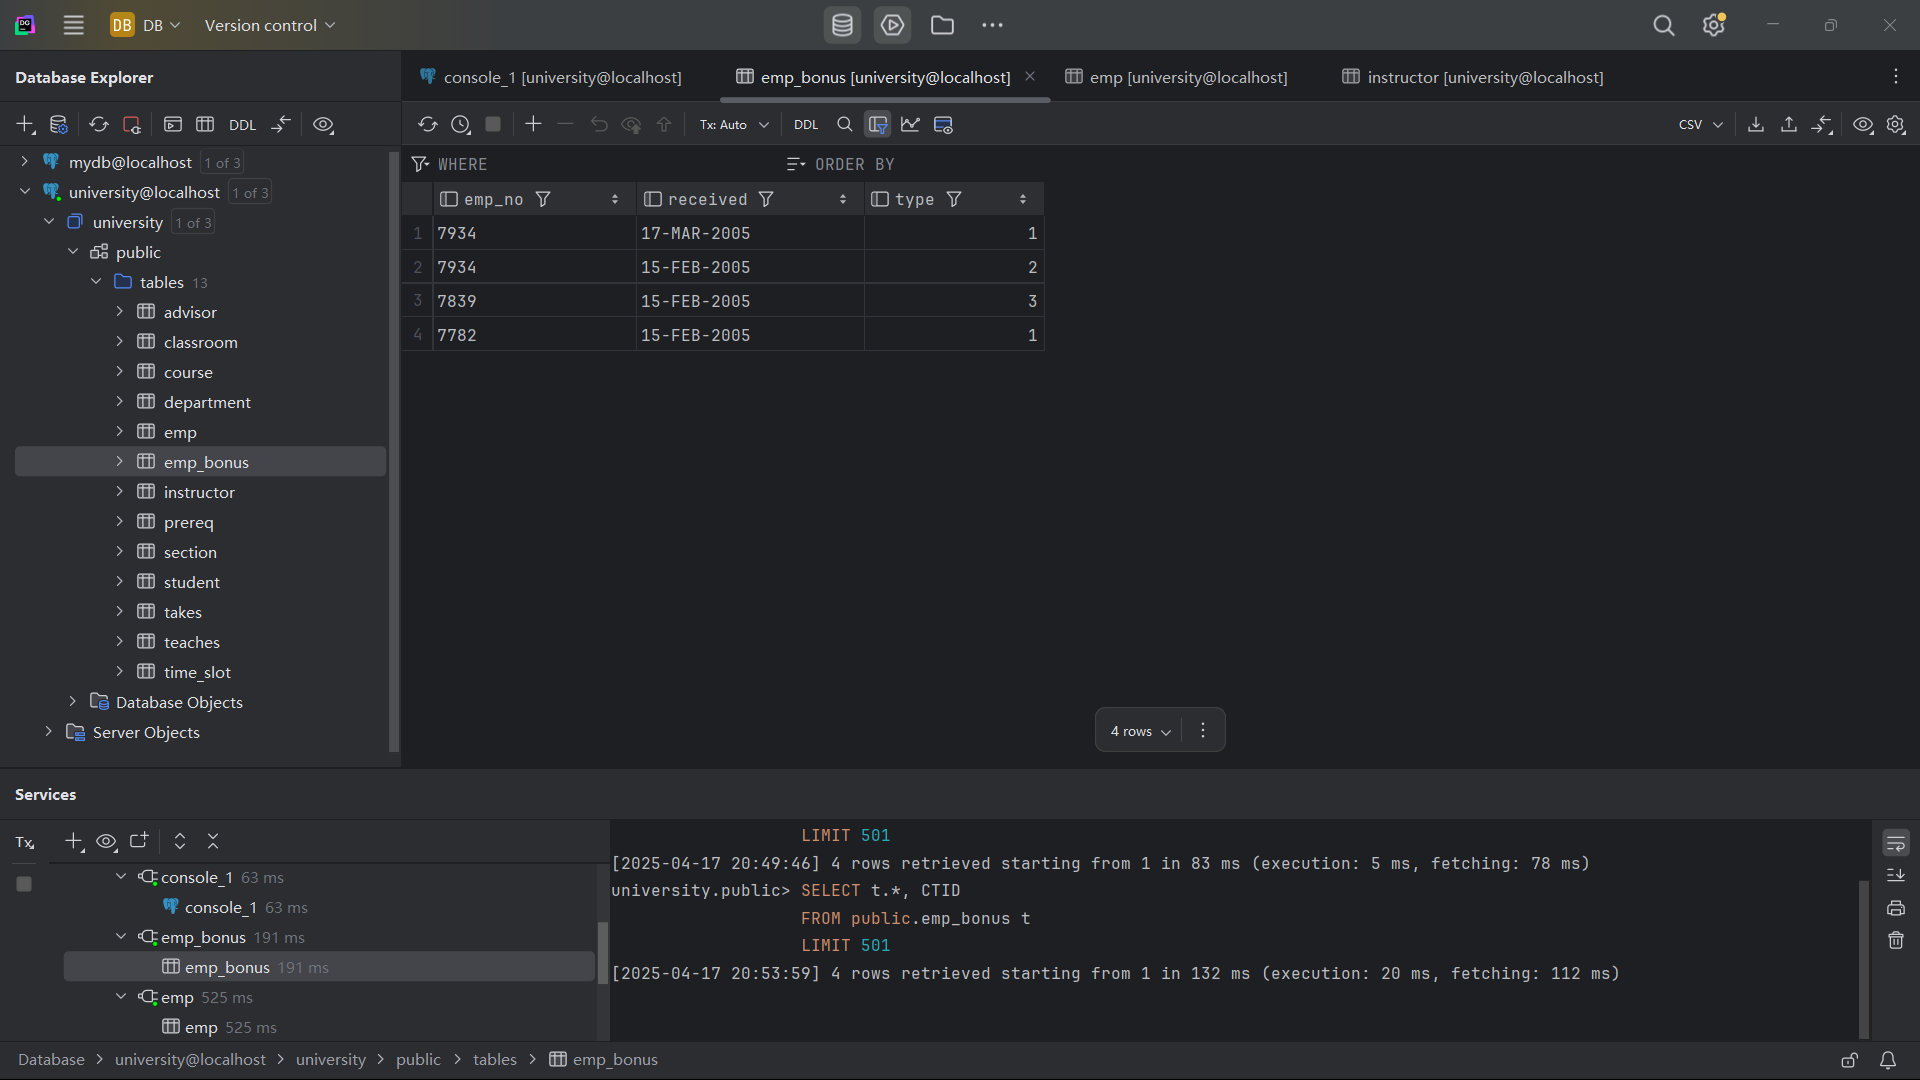 DB DB Version control
Database Explorer
console_1 [university@localhost] emp_bonus [university@localhost] emp [university@localhost] instructor [university@localhost]
DDL
Tx: Auto DDL CSV
WHERE ORDER BY
emp_no received type
1 7934 17-MAR-2005 1
2 7934 15-FEB-2005 2
3 7839 15-FEB-2005 3
4 7782 15-FEB-2005 1
4 rows
mydb@localhost 1 of 3
university@localhost 1 of 3
university 1 of 3
public
tables 13
advisor
classroom
course
department
emp
emp_bonus
instructor
prereq
section
student
takes
teaches
time_slot
Database Objects
Server Objects
Services
Tx
console_1 63 ms
console_1 63 ms
emp_bonus 191 ms
emp_bonus 191 ms
emp 525 ms
emp 525 ms
LIMIT 501
[2025-04-17 20:49:46] 4 rows retrieved starting from 1 in 83 ms (execution: 5 ms, fetching: 78 ms)
university.public> SELECT t.*, CTID
FROM public.emp_bonus t
LIMIT 501
[2025-04-17 20:53:59] 4 rows retrieved starting from 1 in 132 ms (execution: 20 ms, fetching: 112 ms)
Database > university@localhost > university > public > tables > emp_bonus